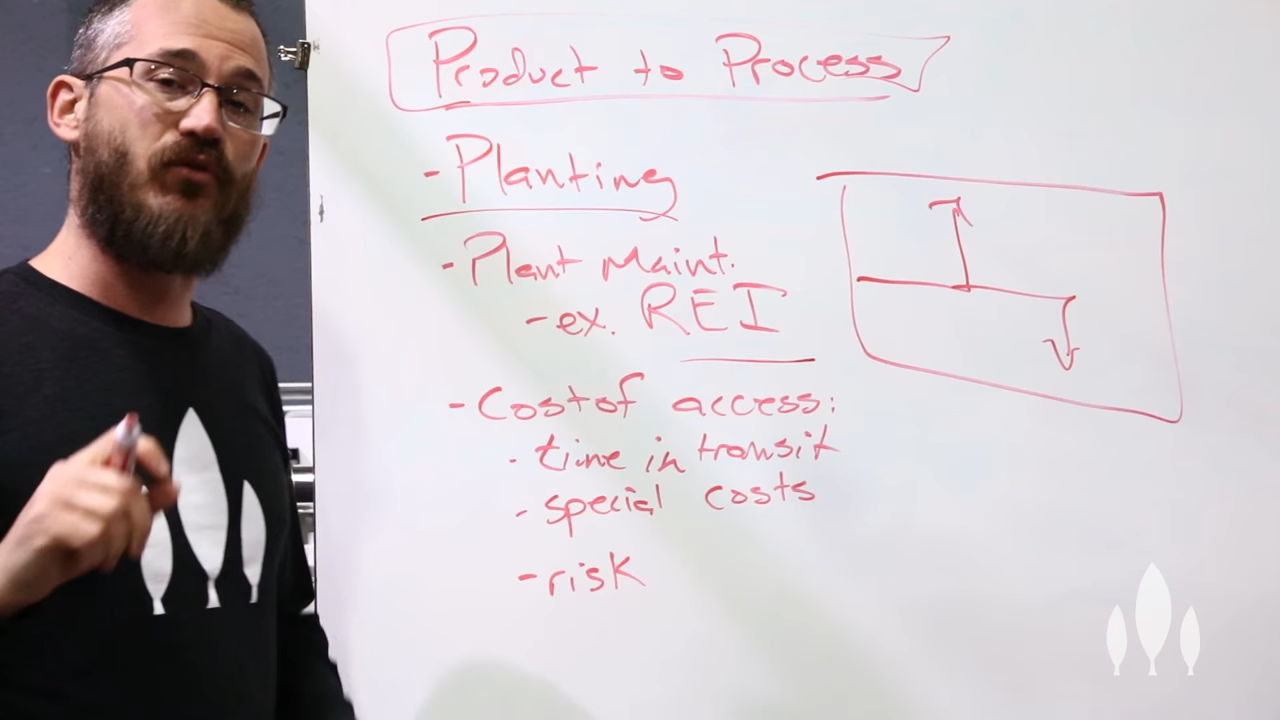 Product to Process
- Planting
- Plant Maint.
- ex. REI
- Cost of access:
· time in transit
- special costs
- risk